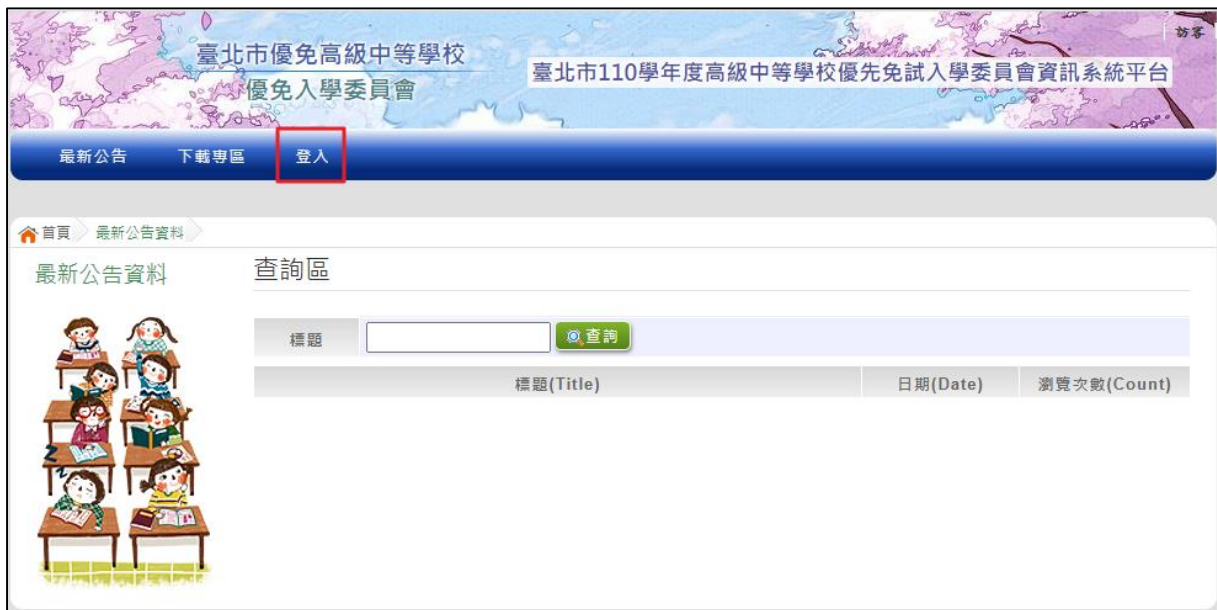 訪客
臺北市優免高級中等學校
優免入學委員會
臺北市110學年度高級中等學校優先免試入學委員會資訊系統平台
最新公告 下載專區 登入
首頁 最新公告資料
最新公告資料
查詢區
標題 查詢
標題(Title) 日期(Date) 瀏覽次數(Count)
Z
Z
Z